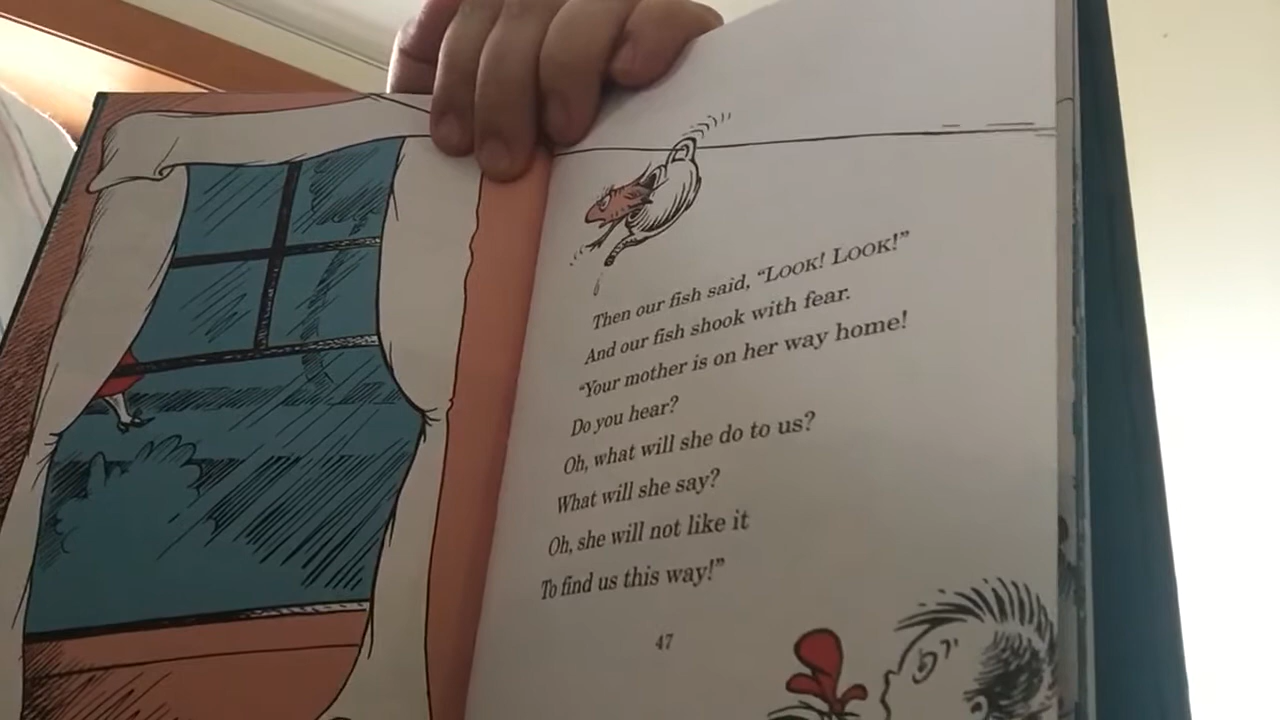 Then our fish said, “LOOK! LOOK!”
And our fish shook with fear.
“Your mother is on her way home!
Do you hear?
Oh, what will she do to us?
What will she say?
Oh, she will not like it
To find us this way!”
47